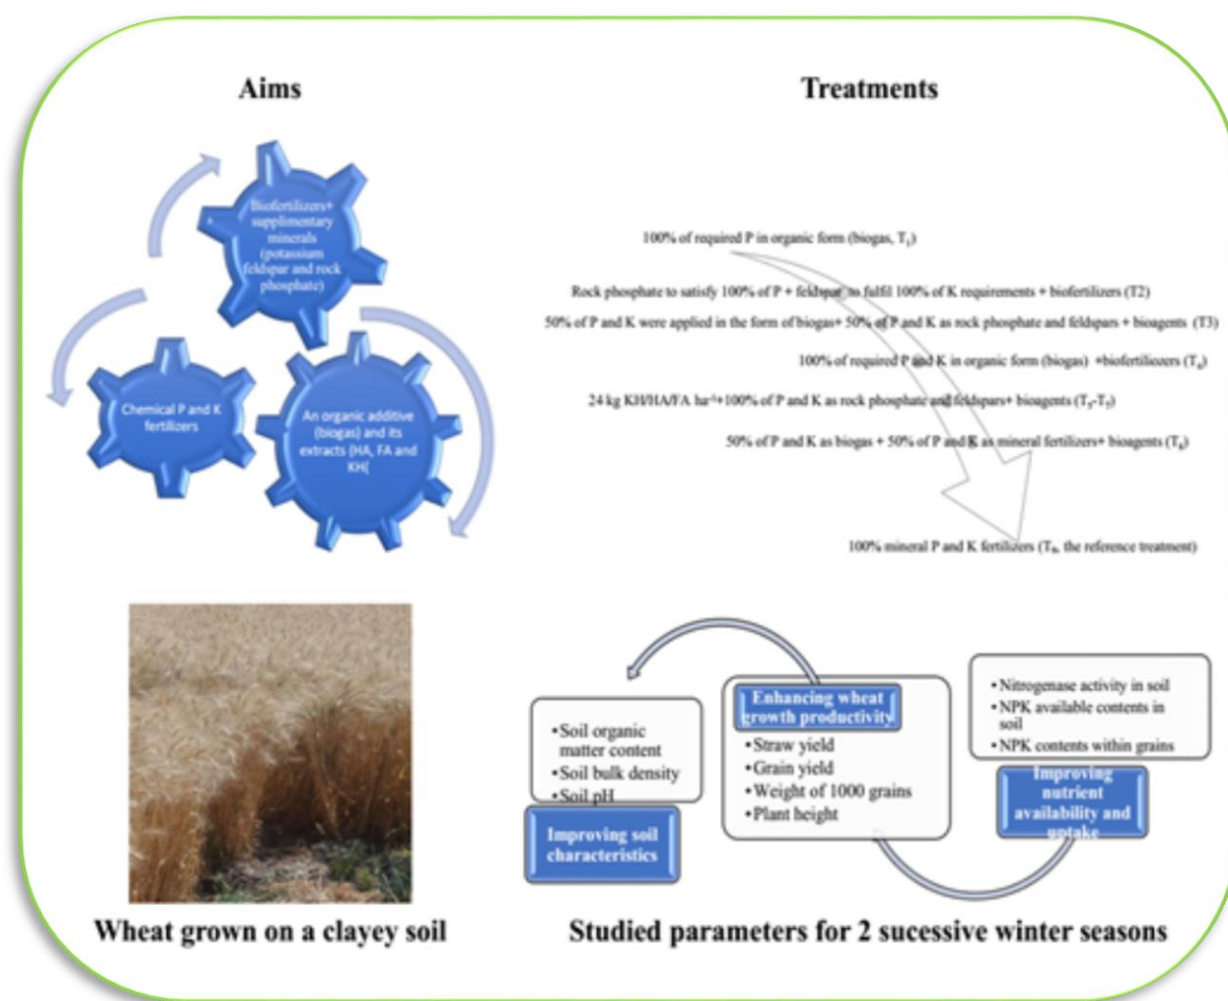 Aims
Biofertilizers+
supplimentary
minerals
(potassium
feldspar and rock
phosphate)
Chemical P and K
fertilizers
An organic additive
(biogas) and its
extracts (HA, FA and
KH(
Treatments
100% of required P in organic form (biogas, T₁)
Rock phosphate to satisfy 100% of P + feldspar to fulfil 100% of K requirements + biofertilizers (T2)
50% of P and K were applied in the form of biogas+ 50% of P and K as rock phosphate and feldspars + bioagents (T3)
100% of required P and K in organic form (biogas) +biofertiliozers (T₄)
24 kg KH/HA/FA ha⁻¹+100% of P and K as rock phosphate and feldspars+ bioagents (T₅-T₇)
50% of P and K as biogas + 50% of P and K as mineral fertilizers+ bioagents (T₈)
100% mineral P and K fertilizers (T₉, the reference treatment)
Wheat grown on a clayey soil
•Soil organic
matter content
•Soil bulk density
•Soil pH
Improving soil
characteristics
Enhancing wheat
growth productivity
•Straw yield
•Grain yield
•Weight of 1000 grains
•Plant height
•Nitrogenase activity in soil
•NPK available contents in
soil
•NPK contents within grains
Improving
nutrient
availability and
uptake
Studied parameters for 2 sucessive winter seasons